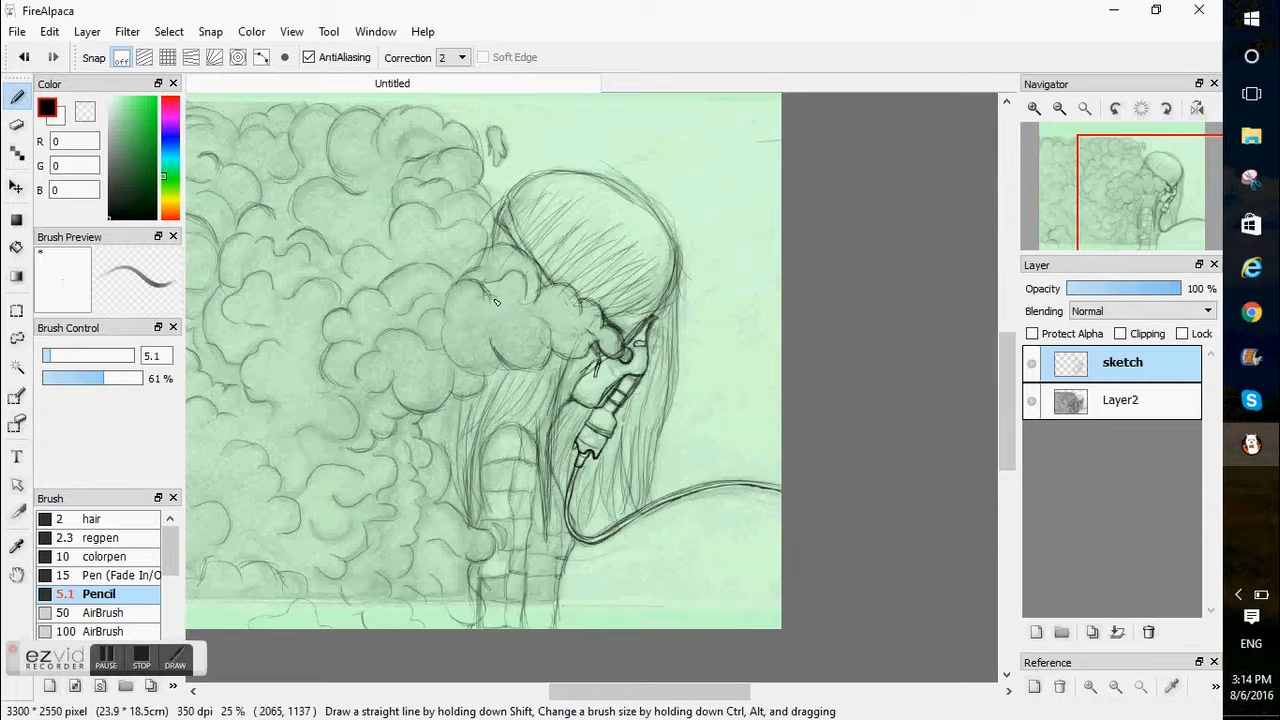 FireAlpaca
File Edit Layer Filter Select Snap Color View Tool Window Help
Snap off AntiAliasing Correction 2 Soft Edge
Color
Untitled
Navigator
R 0
G 0
B 0
Brush Preview
*
Layer
Opacity 100 %
Blending Normal
Protect Alpha Clipping Lock
Brush Control
5.1
61 %
sketch
Layer2
Brush
2 hair
2.3 regpen
10 colorpen
15 Pen (Fade In/O
5.1 Pencil
50 AirBrush
100 AirBrush
ezvid
RECORDER
PAUSE STOP DRAW
ENG
Reference
3:14 PM
8/6/2016
3300 * 2550 pixel (23.9 * 18.5cm) 350 dpi 25 % ( 2065, 1137 ) Draw a straight line by holding down Shift, Change a brush size by holding down Ctrl, Alt, and dragging